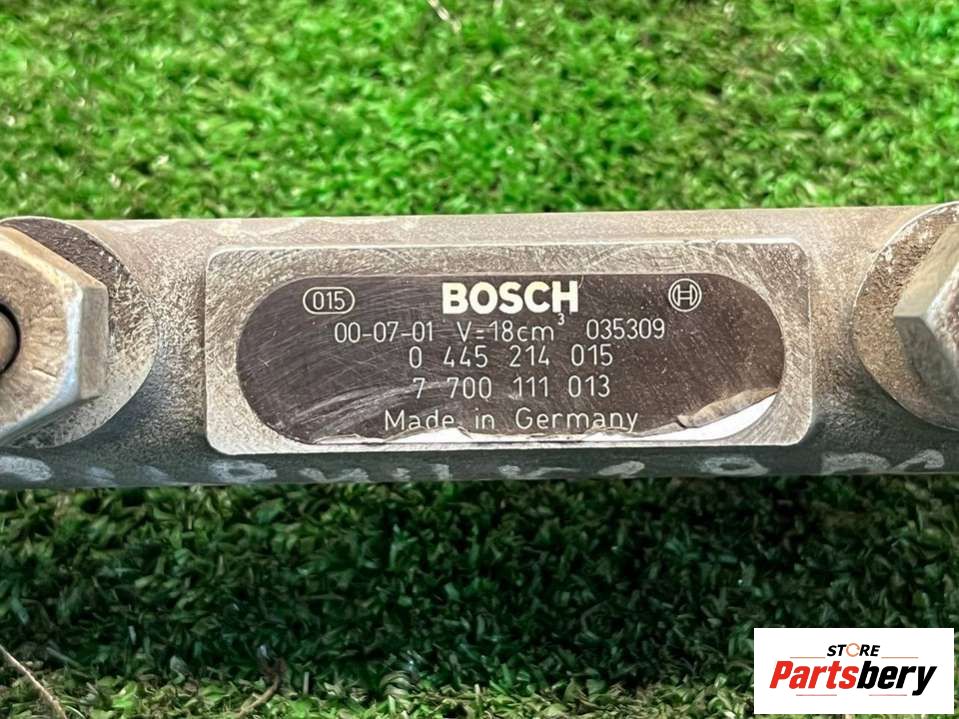 015 BOSCH
00-07-01 V=18cm³ 035309
0 445 214 015
7 700 111 013
Made in Germany
STORE
Partsbery